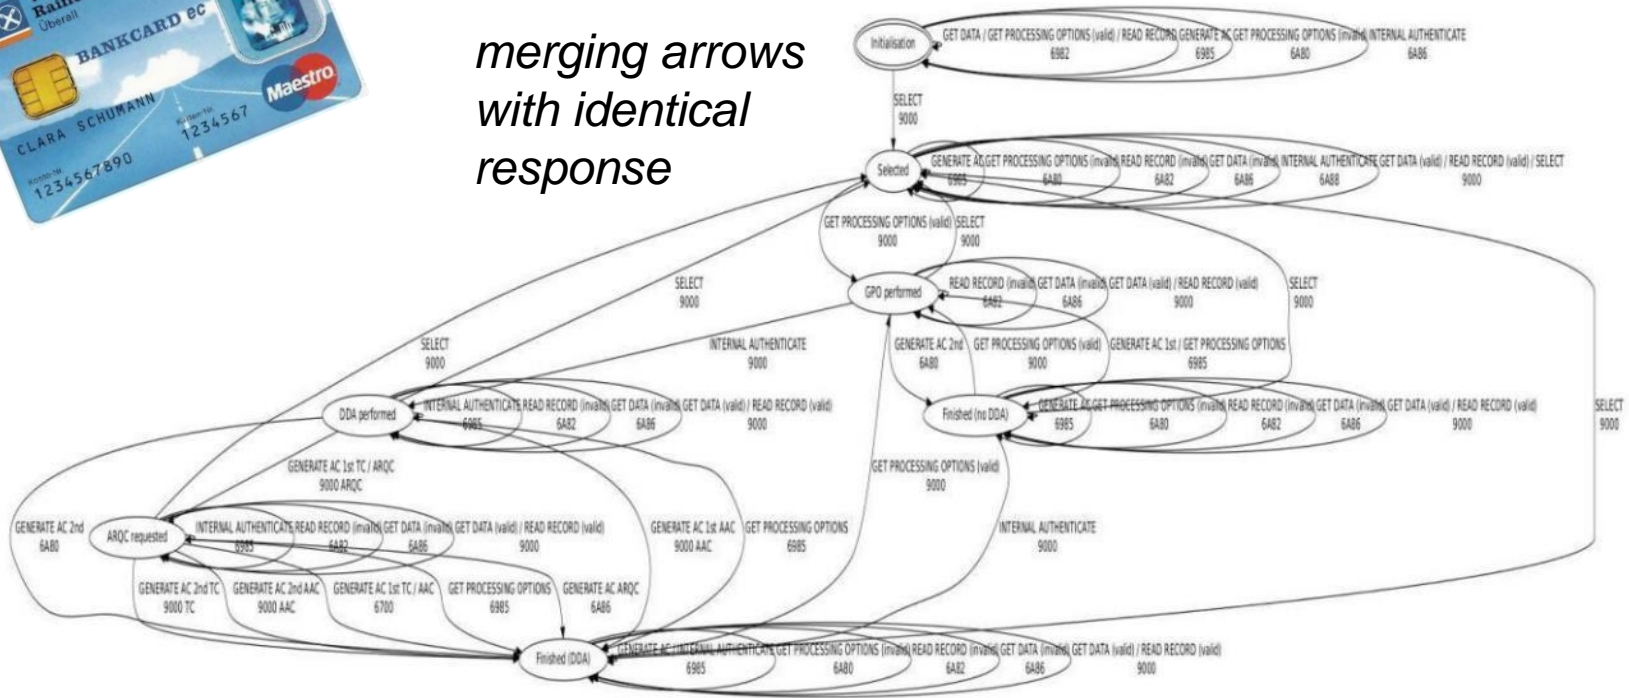 Überall
BANKCARD ec
Maestro
CLARA SCHUMANN
Karten-Nr.
1234567
Konto-Nr.
1234567890
merging arrows
with identical
response
Initialisation
GET DATA / GET PROCESSING OPTIONS (valid) / READ RECORD
6982
GENERATE AC
6985
GET PROCESSING OPTIONS (invalid)
6A80
INTERNAL AUTHENTICATE
6A86
SELECT
9000
Selected
GENERATE AC
6985
GET PROCESSING OPTIONS (invalid)
6A80
READ RECORD (invalid)
6A82
GET DATA (invalid)
6A86
INTERNAL AUTHENTICATE
6A88
GET DATA (valid) / READ RECORD (valid) / SELECT
9000
GET PROCESSING OPTIONS (valid)
9000
SELECT
9000
SELECT
9000
GPO performed
READ RECORD (invalid)
6A82
GET DATA (invalid)
6A86
GET DATA (valid) / READ RECORD (valid)
9000
SELECT
9000
SELECT
9000
INTERNAL AUTHENTICATE
9000
GENERATE AC 2nd
6A80
GET PROCESSING OPTIONS (valid)
9000
GENERATE AC 1st / GET PROCESSING OPTIONS
6985
DDA performed
INTERNAL AUTHENTICATE
6985
READ RECORD (invalid)
6A82
GET DATA (invalid)
6A86
GET DATA (valid) / READ RECORD (valid)
9000
Finished (no DDA)
GENERATE AC
6985
GET PROCESSING OPTIONS (invalid)
6A80
READ RECORD (invalid)
6A82
GET DATA (invalid)
6A86
GET DATA (valid) / READ RECORD (valid)
9000
SELECT
9000
GENERATE AC 1st TC / ARQC
9000 ARQC
GET PROCESSING OPTIONS (valid)
9000
GENERATE AC 2nd
6A80
ARQC requested
INTERNAL AUTHENTICATE
6985
READ RECORD (invalid)
6A82
GET DATA (invalid)
6A86
GET DATA (valid) / READ RECORD (valid)
9000
GENERATE AC 1st AAC
9000 AAC
GET PROCESSING OPTIONS
6985
INTERNAL AUTHENTICATE
9000
GENERATE AC 2nd TC
9000 TC
GENERATE AC 2nd AAC
9000 AAC
GENERATE AC 1st TC / AAC
6700
GET PROCESSING OPTIONS
6985
GENERATE AC ARQC
6A86
Finished (DDA)
GENERATE AC / INTERNAL AUTHENTICATE
6985
GET PROCESSING OPTIONS (invalid)
6A80
READ RECORD (invalid)
6A82
GET DATA (invalid)
6A86
GET DATA (valid) / READ RECORD (valid)
9000